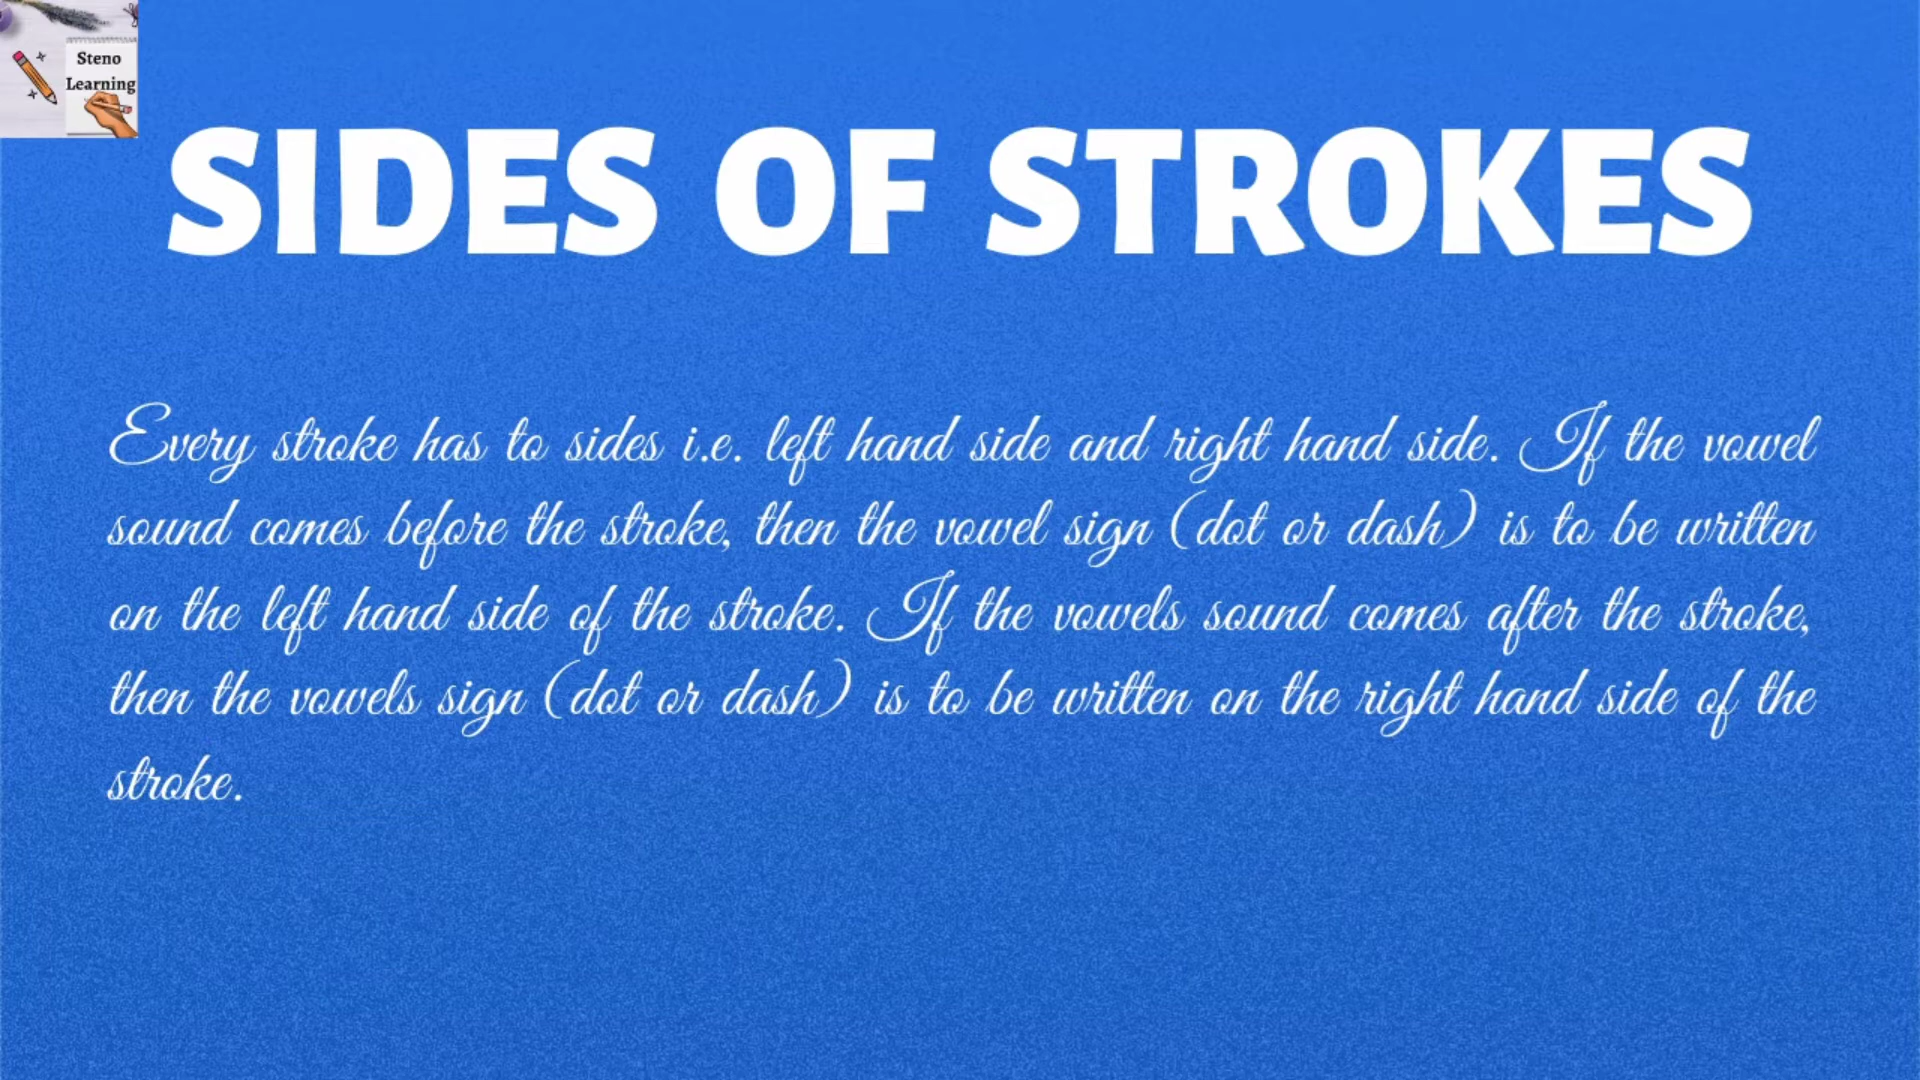 Steno
Learning
SIDES OF STROKES
Every stroke has to sides i.e. left hand side and right hand side. If the vowel
sound comes before the stroke, then the vowel sign (dot or dash) is to be written
on the left hand side of the stroke. If the vowels sound comes after the stroke,
then the vowels sign (dot or dash) is to be written on the right hand side of the
stroke.